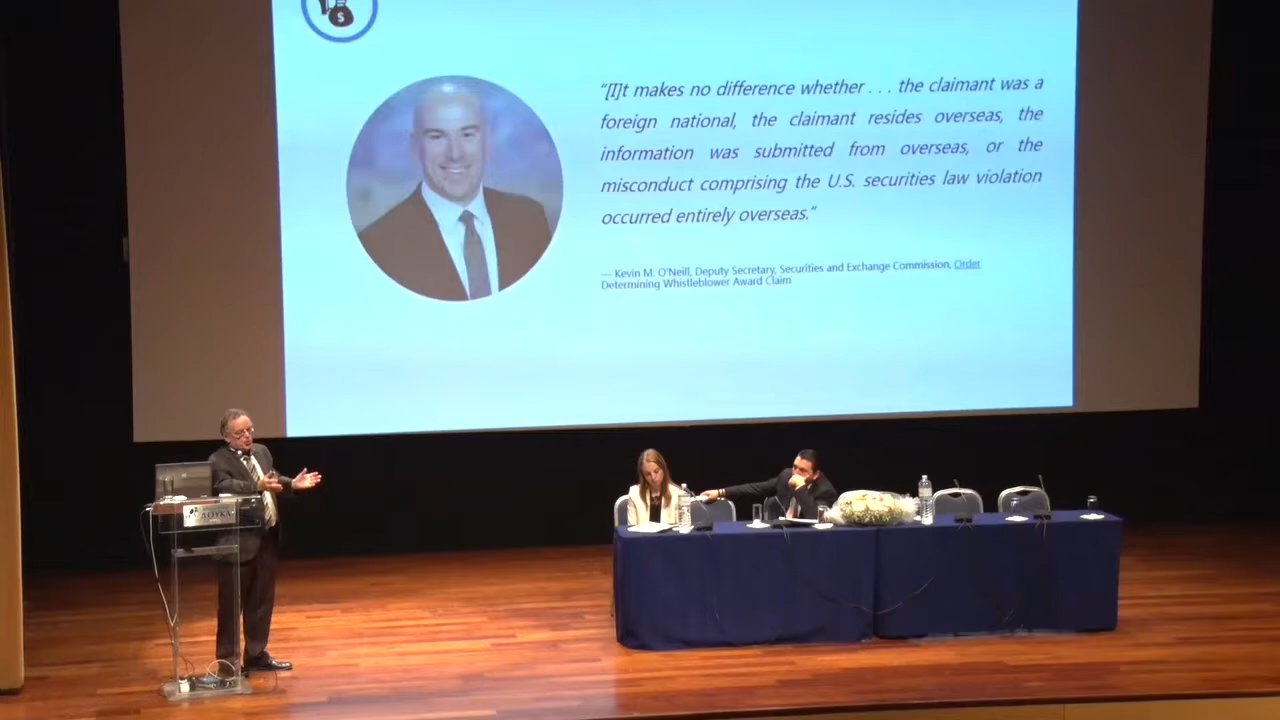 $
"[I]t makes no difference whether . . . the claimant was a
foreign national, the claimant resides overseas, the
information was submitted from overseas, or the
misconduct comprising the U.S. securities law violation
occurred entirely overseas."
— Kevin M. O'Neill, Deputy Secretary, Securities and Exchange Commission, Order
Determining Whistleblower Award Claim